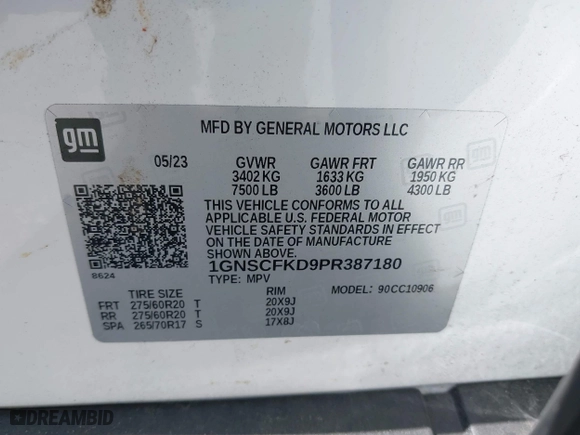 gm
MFD BY GENERAL MOTORS LLC
05/23 GVWR GAWR FRT GAWR RR
3402 KG 1633 KG 1950 KG
7500 LB 3600 LB 4300 LB
THIS VEHICLE CONFORMS TO ALL
APPLICABLE U.S. FEDERAL MOTOR
VEHICLE SAFETY STANDARDS IN EFFECT
ON THE DATE OF MANUFACTURE
SHOWN ABOVE.
1GNSCFKD9PR387180
8624 TYPE: MPV MODEL: 90CC10906
TIRE SIZE RIM
FRT 275/60R20 T 20X9J
RR 275/60R20 T 20X9J
SPA 265/70R17 S 17X8J
DREAMBID